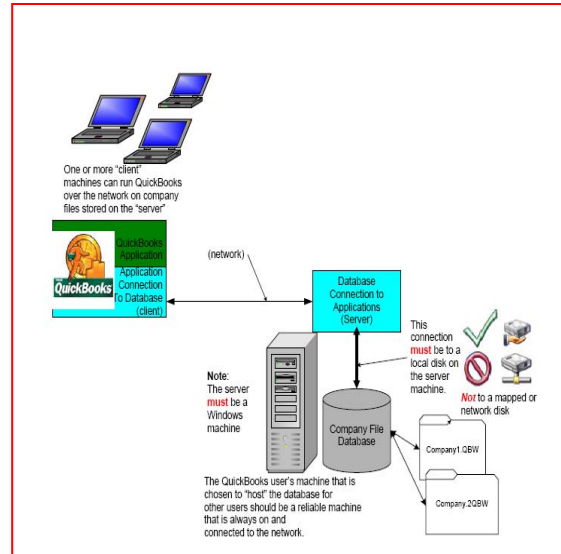 One or more “client”
machines can run QuickBooks
over the network on company
files stored on the “server”
QuickBooks
Application
Application
Connection
To Database
(client)
QuickBooks
(network)
Database
Connection to
Applications
(Server)
This
connection
must be to a
local disk on
the server
machine.
Not to a mapped or
network disk
Note:
The server
must be a
Windows
machine
Company File
Database
Company1.QBW
Company.2QBW
The QuickBooks user’s machine that is
chosen to “host” the database for
other users should be a reliable machine
that is always on and
connected to the network.